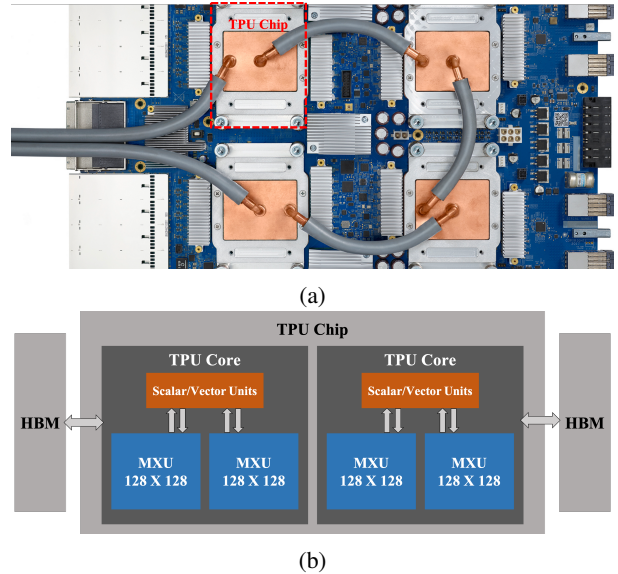 TPU Chip
(a)
TPU Chip
TPU Core
TPU Core
Scalar/Vector Units
Scalar/Vector Units
HBM
HBM
MXU
128 X 128
MXU
128 X 128
MXU
128 X 128
MXU
128 X 128
(b)